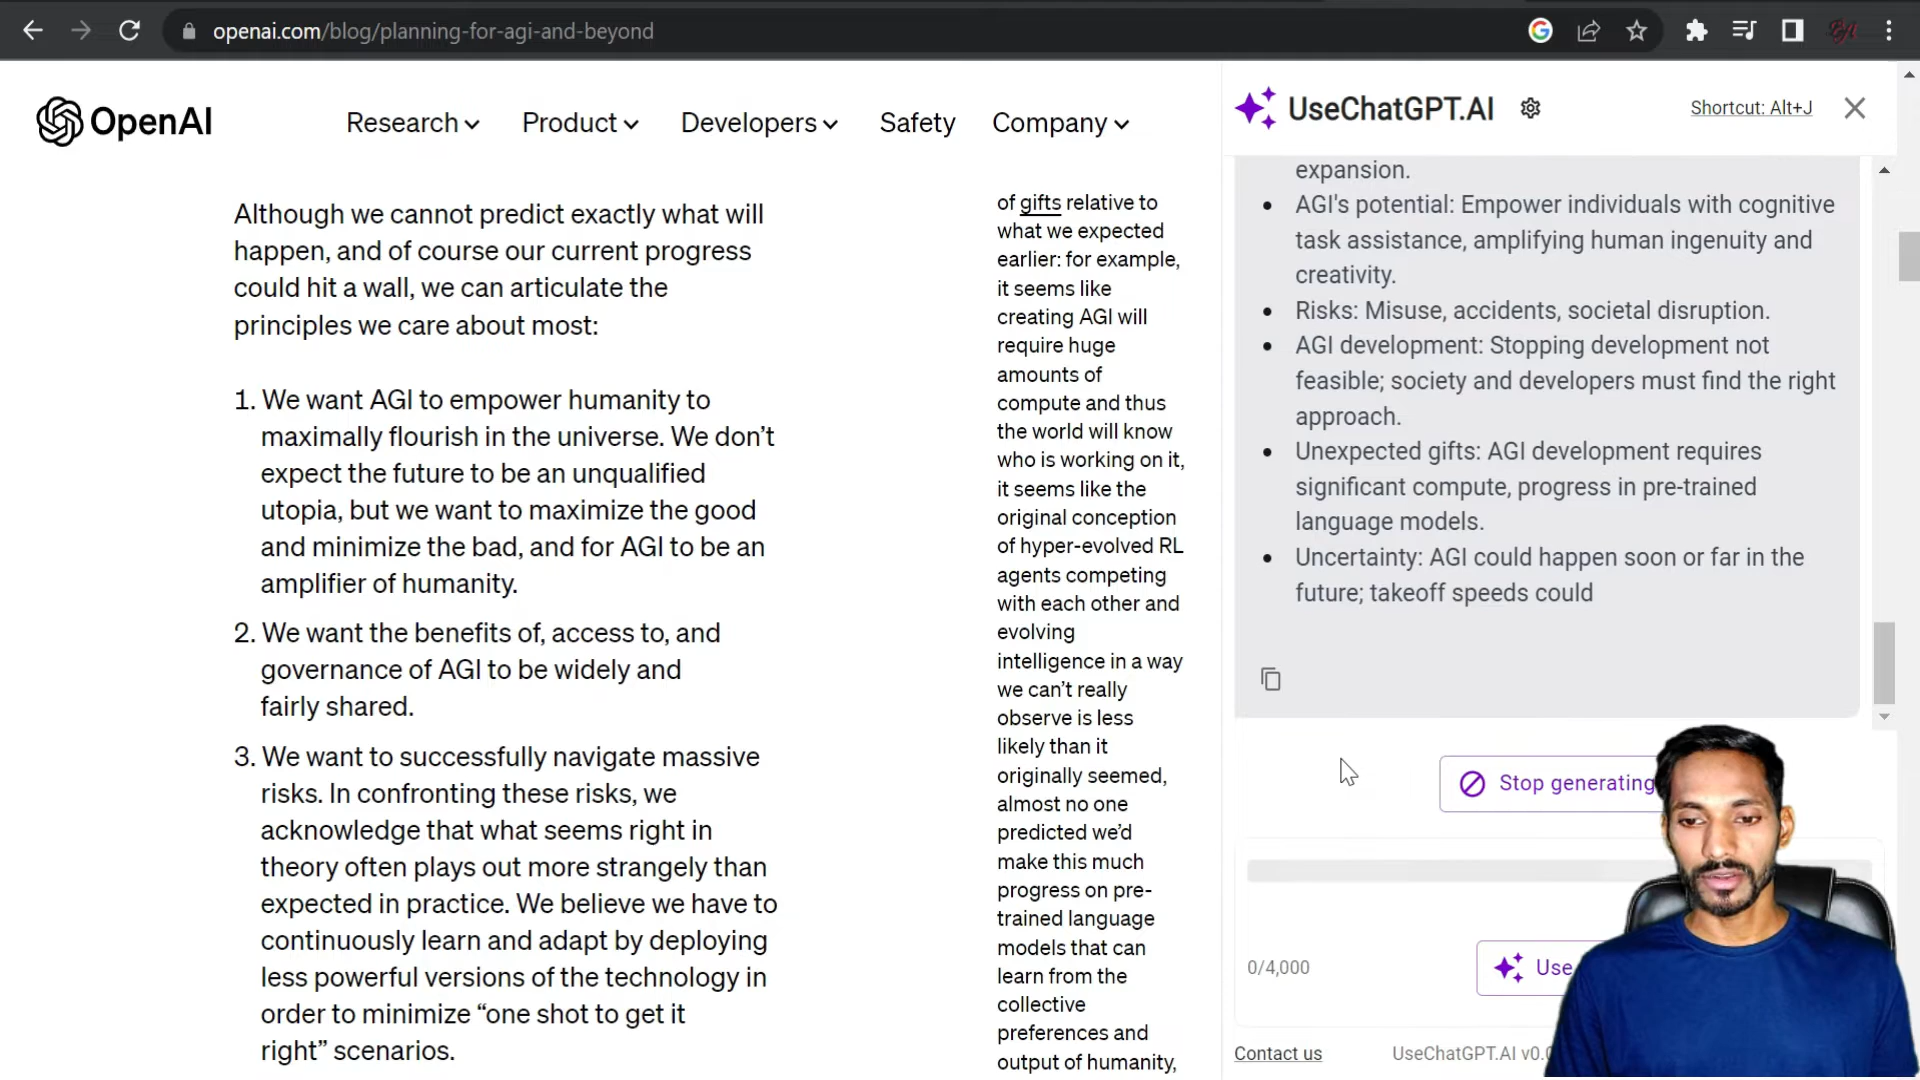 openai.com/blog/planning-for-agi-and-beyond
OpenAI
Research
Product
Developers
Safety
Company
Although we cannot predict exactly what will
happen, and of course our current progress
could hit a wall, we can articulate the
principles we care about most:
1. We want AGI to empower humanity to
maximally flourish in the universe. We don’t
expect the future to be an unqualified
utopia, but we want to maximize the good
and minimize the bad, and for AGI to be an
amplifier of humanity.
2. We want the benefits of, access to, and
governance of AGI to be widely and
fairly shared.
3. We want to successfully navigate massive
risks. In confronting these risks, we
acknowledge that what seems right in
theory often plays out more strangely than
expected in practice. We believe we have to
continuously learn and adapt by deploying
less powerful versions of the technology in
order to minimize “one shot to get it
right” scenarios.
of gifts relative to
what we expected
earlier: for example,
it seems like
creating AGI will
require huge
amounts of
compute and thus
the world will know
who is working on it,
it seems like the
original conception
of hyper-evolved RL
agents competing
with each other and
evolving
intelligence in a way
we can’t really
observe is less
likely than it
originally seemed,
almost no one
predicted we’d
make this much
progress on pre-
trained language
models that can
learn from the
collective
preferences and
output of humanity,
UseChatGPT.AI
Shortcut: Alt+J
expansion.
• AGI's potential: Empower individuals with cognitive
task assistance, amplifying human ingenuity and
creativity.
• Risks: Misuse, accidents, societal disruption.
• AGI development: Stopping development not
feasible; society and developers must find the right
approach.
• Unexpected gifts: AGI development requires
significant compute, progress in pre-trained
language models.
• Uncertainty: AGI could happen soon or far in the
future; takeoff speeds could
Stop generating
0/4,000
Use
Contact us
UseChatGPT.AI